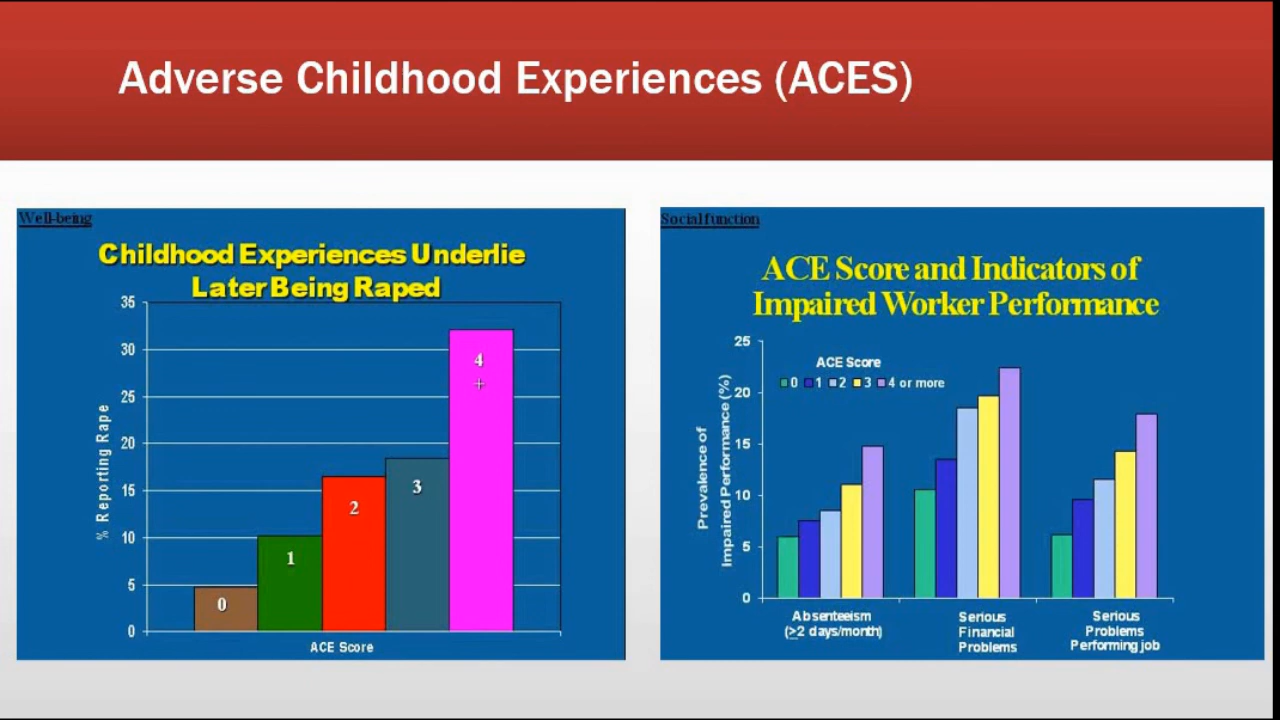 Adverse Childhood Experiences (ACES)
Well-being
Childhood Experiences Underlie
Later Being Raped
% Reporting Rape
35
30
25
20
15
10
5
0
0
1
2
3
4
+
ACE Score
Social function
ACE Score and Indicators of
Impaired Worker Performance
Prevalence of
Impaired Performance (%)
25
20
15
10
5
0
ACE Score
0 1 2 3 4 or more
Absenteeism
(≥2 days/month)
Serious
Financial
Problems
Serious
Problems
Performing job